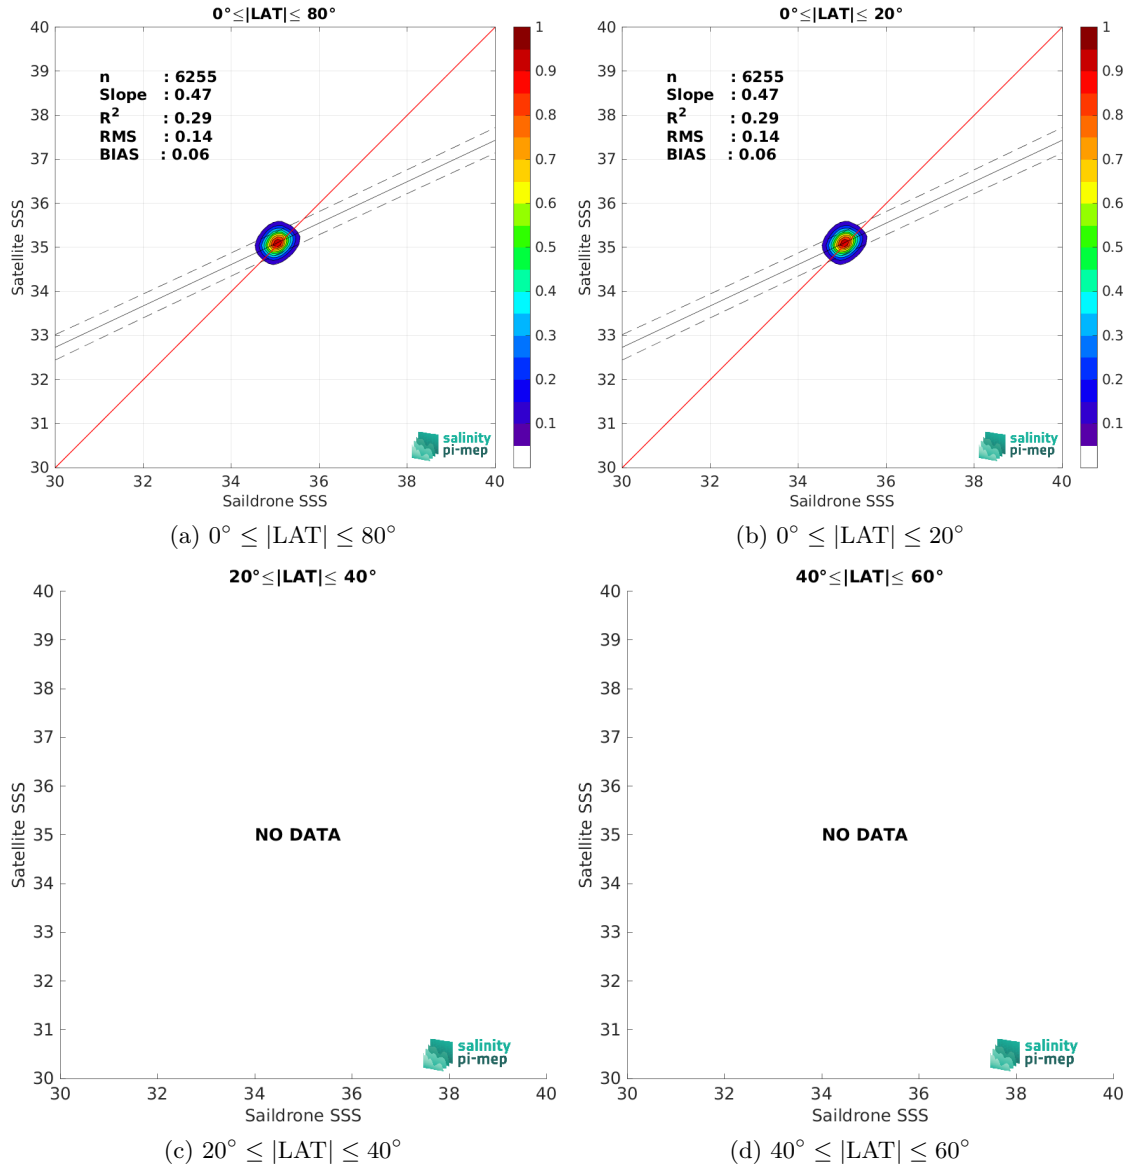 0°≤|LAT|≤ 80°
40
39
38
37
36
35
34
33
32
31
30
Satellite SSS
n : 6255
Slope : 0.47
R² : 0.29
RMS : 0.14
BIAS : 0.06
salinity
pi-mep
30 32 34 36 38 40
Saildrone SSS
1
0.9
0.8
0.7
0.6
0.5
0.4
0.3
0.2
0.1
(a) 0° ≤ |LAT| ≤ 80°
0°≤|LAT|≤ 20°
40
39
38
37
36
35
34
33
32
31
30
Satellite SSS
n : 6255
Slope : 0.47
R² : 0.29
RMS : 0.14
BIAS : 0.06
salinity
pi-mep
30 32 34 36 38 40
Saildrone SSS
1
0.9
0.8
0.7
0.6
0.5
0.4
0.3
0.2
0.1
(b) 0° ≤ |LAT| ≤ 20°
20°≤|LAT|≤ 40°
40
39
38
37
36
35
34
33
32
31
30
Satellite SSS
NO DATA
salinity
pi-mep
30 32 34 36 38 40
Saildrone SSS
(c) 20° ≤ |LAT| ≤ 40°
40°≤|LAT|≤ 60°
40
39
38
37
36
35
34
33
32
31
30
Satellite SSS
NO DATA
salinity
pi-mep
30 32 34 36 38 40
Saildrone SSS
(d) 40° ≤ |LAT| ≤ 60°